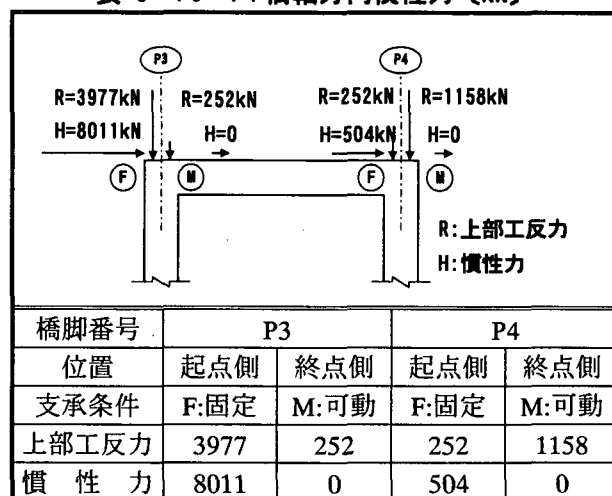 P3 P4
R=3977kN R=252kN R=252kN R=1158kN
H=8011kN H=0 H=504kN H=0
F M F M
R:上部工反力
H:慣性力
橋脚番号 P3 P4
位置 起点側 終点側 起点側 終点側
支承条件 F:固定 M:可動 F:固定 M:可動
上部工反力 3977 252 252 1158
慣性力 8011 0 504 0